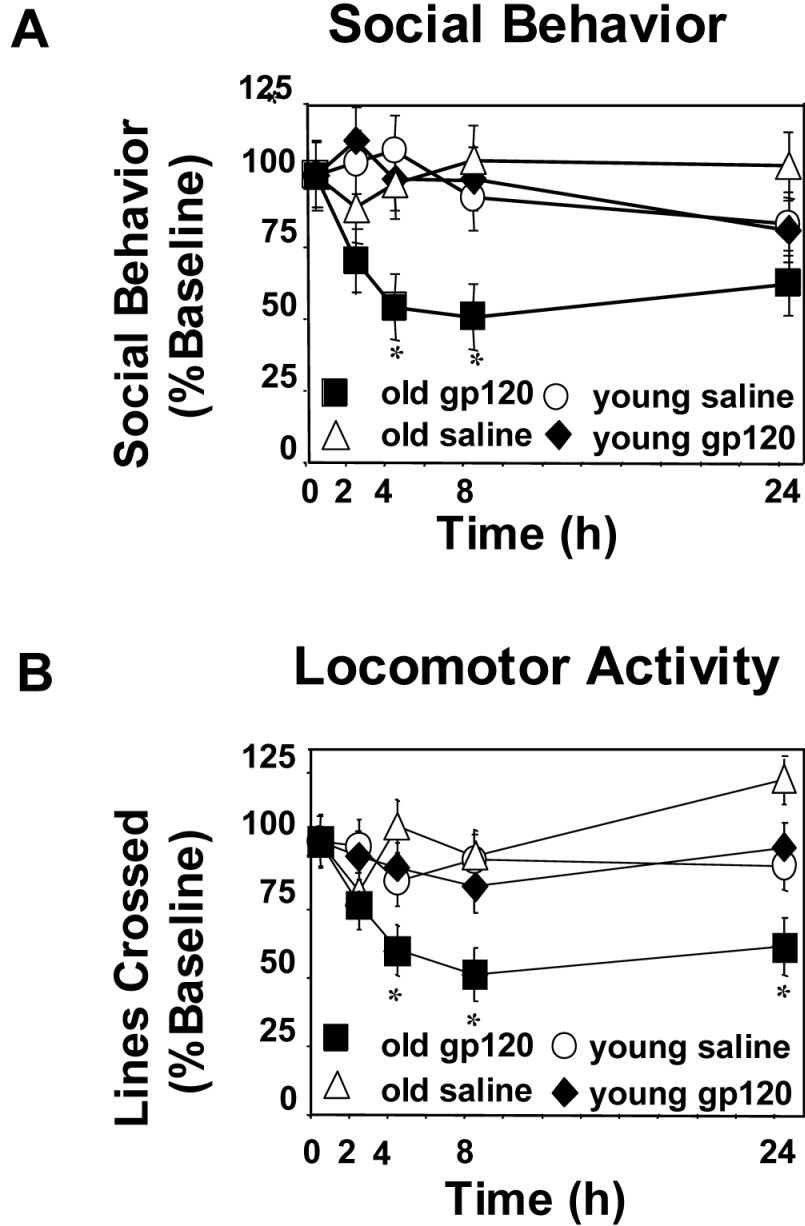 A
Social Behavior
Social Behavior
(%Baseline)
125
*
100
75
50
25
0
* *
old gp120 young saline
old saline young gp120
0 2 4 8 24
Time (h)
B
Locomotor Activity
Lines Crossed
(%Baseline)
125
100
75
50
25
0
* * *
old gp120 young saline
old saline young gp120
0 2 4 8 24
Time (h)